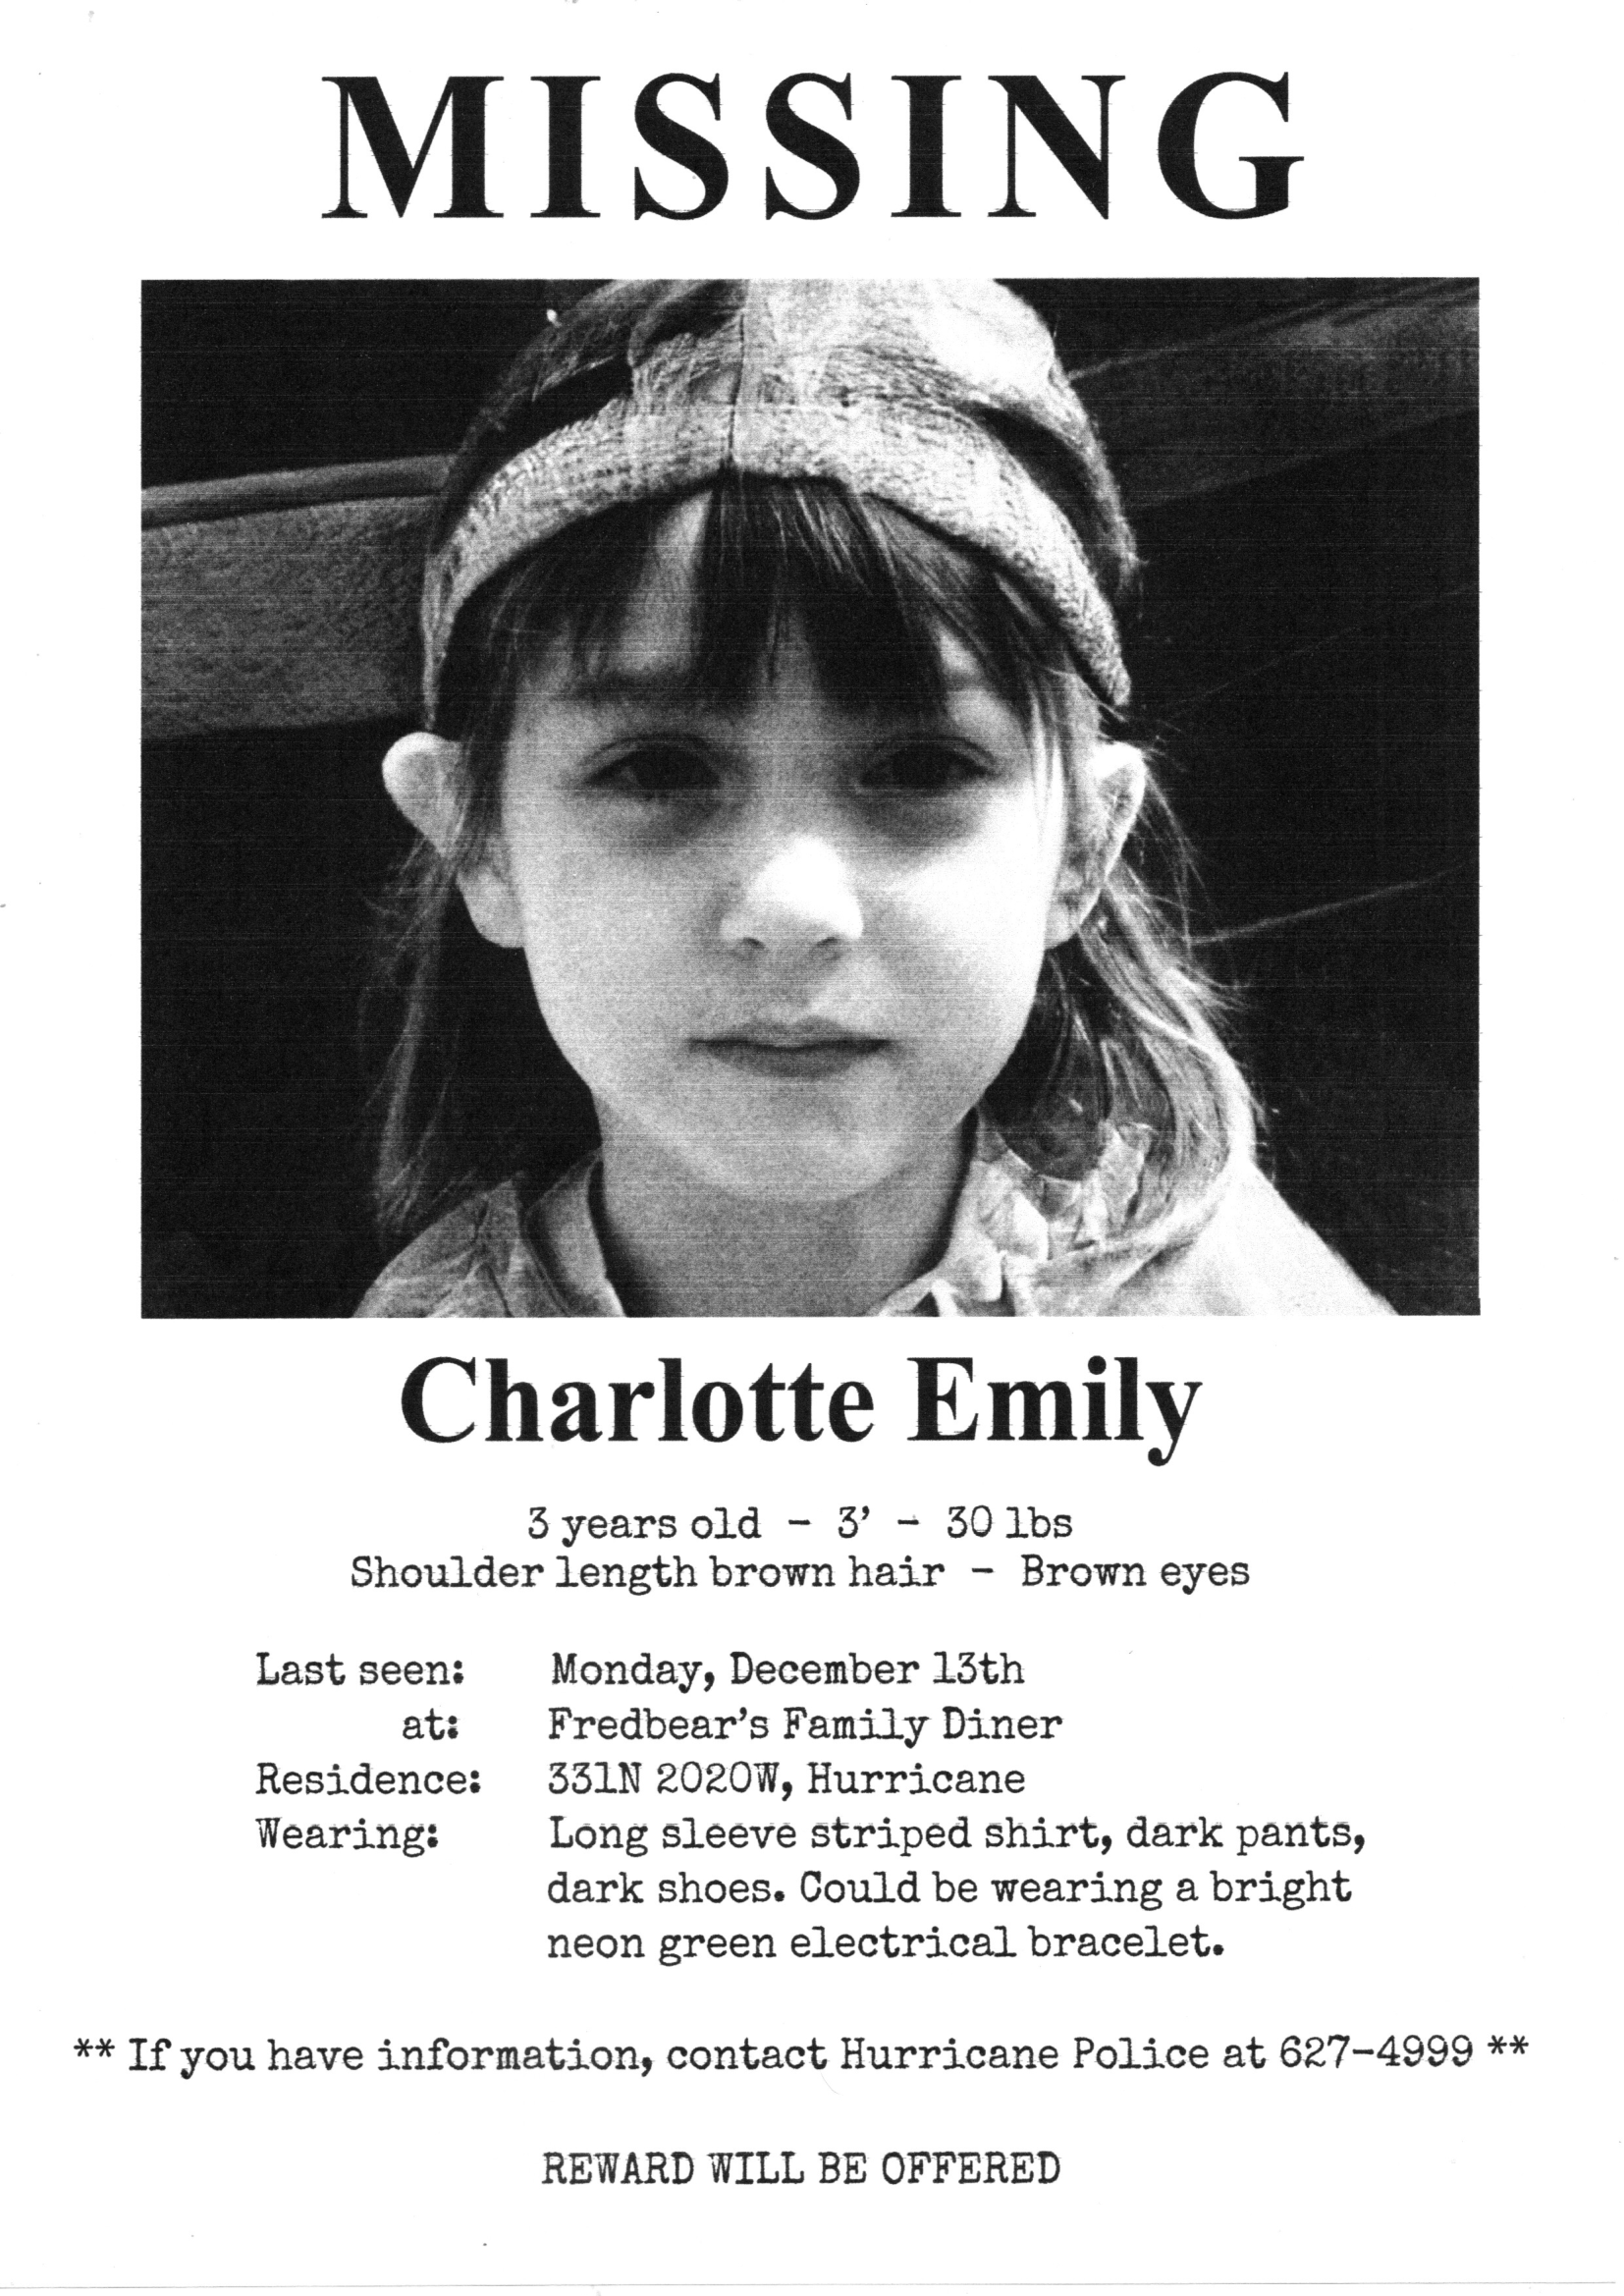 MISSING
Charlotte Emily
3 years old - 3' - 30 lbs
Shoulder length brown hair - Brown eyes
Last seen: Monday, December 13th
at: Fredbear's Family Diner
Residence: 331N 2020W, Hurricane
Wearing: Long sleeve striped shirt, dark pants,
dark shoes. Could be wearing a bright
neon green electrical bracelet.
** If you have information, contact Hurricane Police at 627-4999 **
REWARD WILL BE OFFERED